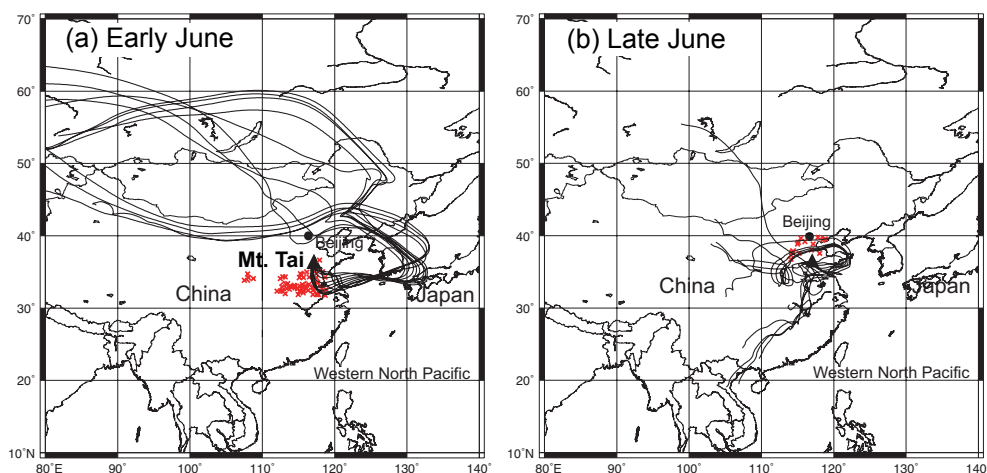 (a) Early June
70˚
60˚
50˚
40˚
30˚
20˚
10˚N
80˚E
90˚
100˚
110˚
120˚
130˚
140˚
Beijing
Mt. Tai
China
Japan
Western North Pacific
(b) Late June
70˚
60˚
50˚
40˚
30˚
20˚
10˚N
80˚E
90˚
100˚
110˚
120˚
130˚
140˚
Beijing
China
Japan
Western North Pacific